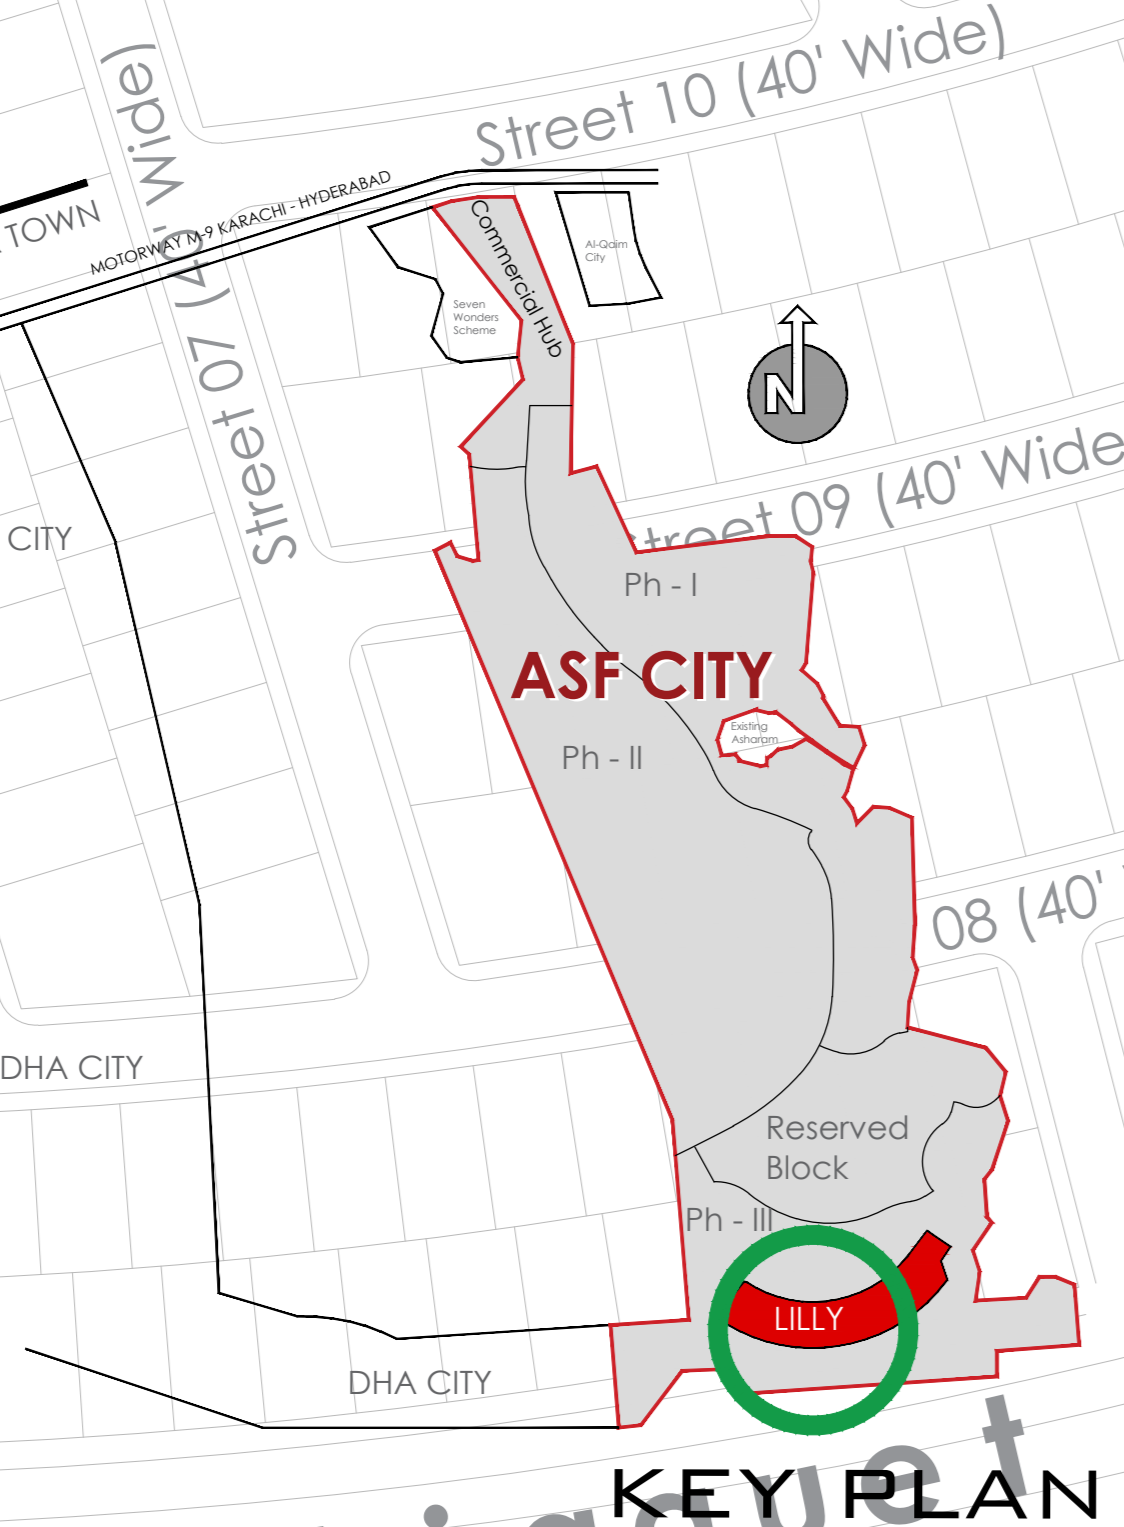 Street 10 (40' Wide)
Street 07 (40' Wide)
TOWN
MOTORWAY M-9 KARACHI - HYDERABAD
Commercial Hub
Al-Qaim
City
Seven
Wonders
Scheme
N
CITY
Street 09 (40' Wide
Ph - I
ASF CITY
Existing
Asharam
Ph - II
08 (40'
DHA CITY
Reserved
Block
Ph - III
LILLY
DHA CITY
KEY PLAN